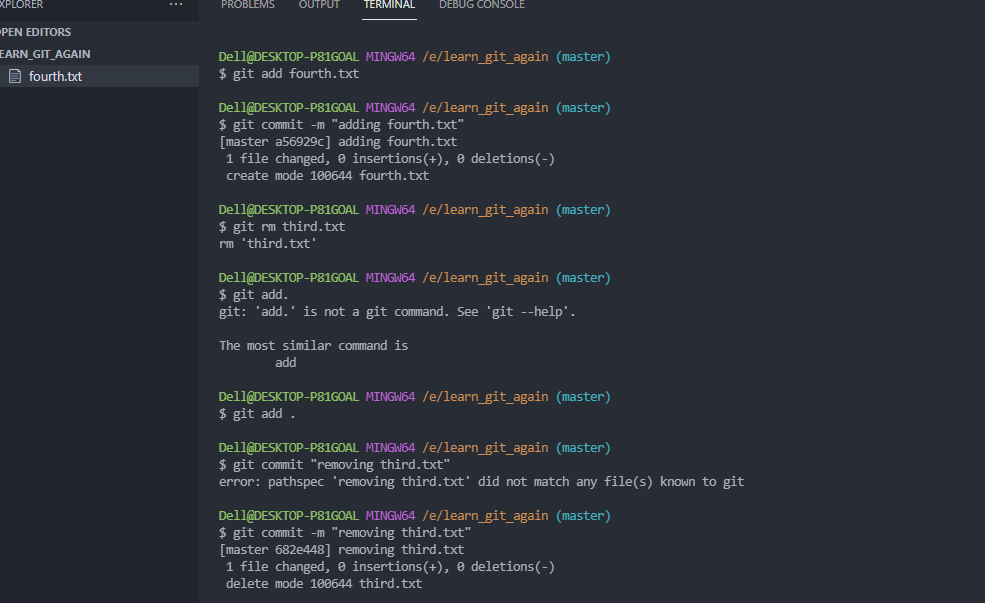 XPLORER
···
PROBLEMS OUTPUT TERMINAL DEBUG CONSOLE
PEN EDITORS
EARN_GIT_AGAIN
fourth.txt
Dell@DESKTOP-P81GOAL MINGW64 /e/learn_git_again (master)
$ git add fourth.txt
Dell@DESKTOP-P81GOAL MINGW64 /e/learn_git_again (master)
$ git commit -m "adding fourth.txt"
[master a56929c] adding fourth.txt
1 file changed, 0 insertions(+), 0 deletions(-)
create mode 100644 fourth.txt
Dell@DESKTOP-P81GOAL MINGW64 /e/learn_git_again (master)
$ git rm third.txt
rm 'third.txt'
Dell@DESKTOP-P81GOAL MINGW64 /e/learn_git_again (master)
$ git add.
git: 'add.' is not a git command. See 'git --help'.
The most similar command is
add
Dell@DESKTOP-P81GOAL MINGW64 /e/learn_git_again (master)
$ git add .
Dell@DESKTOP-P81GOAL MINGW64 /e/learn_git_again (master)
$ git commit "removing third.txt"
error: pathspec 'removing third.txt' did not match any file(s) known to git
Dell@DESKTOP-P81GOAL MINGW64 /e/learn_git_again (master)
$ git commit -m "removing third.txt"
[master 682e448] removing third.txt
1 file changed, 0 insertions(+), 0 deletions(-)
delete mode 100644 third.txt